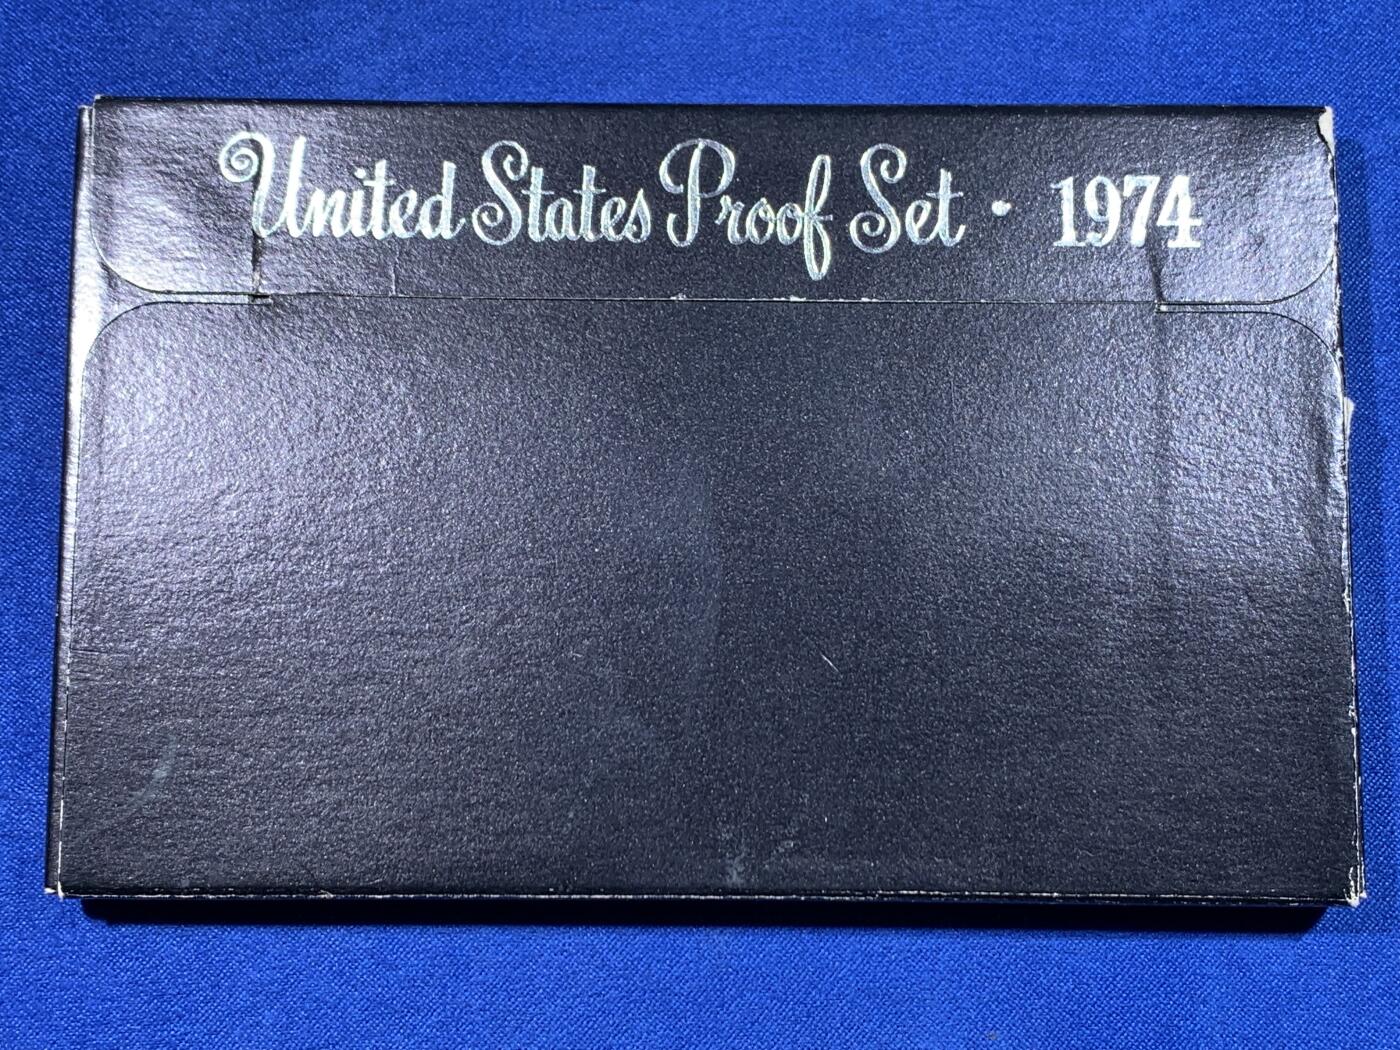 United States Proof Set • 1974